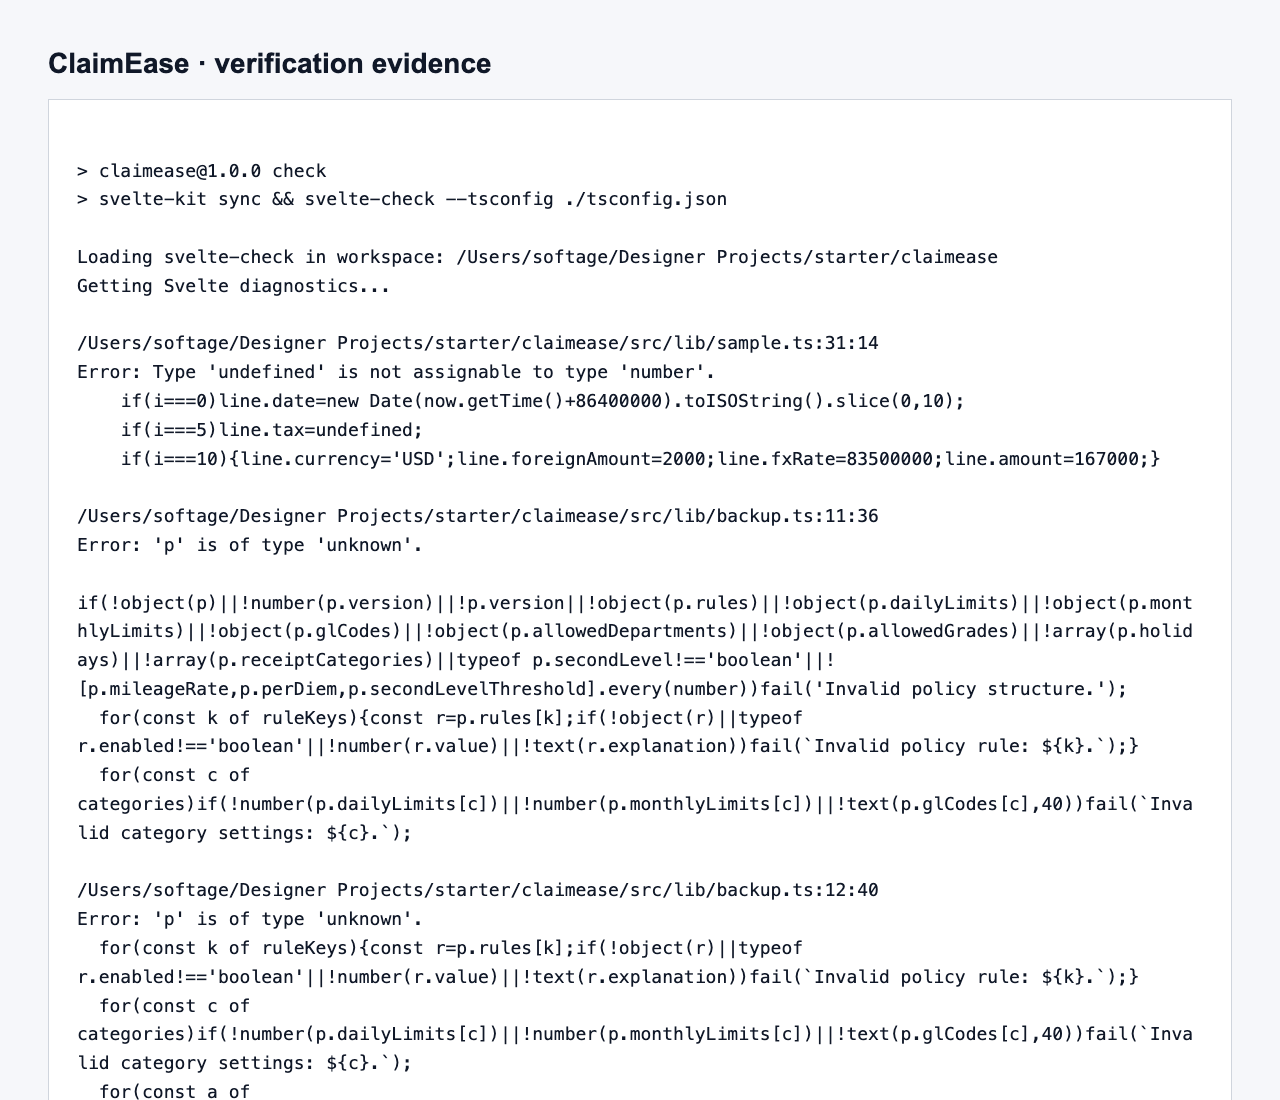 ClaimEase · verification evidence
> claimease@1.0.0 check
> svelte-kit sync && svelte-check --tsconfig ./tsconfig.json
Loading svelte-check in workspace: /Users/softage/Designer Projects/starter/claimease
Getting Svelte diagnostics...
/Users/softage/Designer Projects/starter/claimease/src/lib/sample.ts:31:14
Error: Type 'undefined' is not assignable to type 'number'.
    if(i===0)line.date=new Date(now.getTime()+86400000).toISOString().slice(0,10);
    if(i===5)line.tax=undefined;
    if(i===10){line.currency='USD';line.foreignAmount=2000;line.fxRate=83500000;line.amount=167000;}
/Users/softage/Designer Projects/starter/claimease/src/lib/backup.ts:11:36
Error: 'p' is of type 'unknown'.
if(!object(p)||!number(p.version)||!p.version||!object(p.rules)||!object(p.dailyLimits)||!object(p.mont
hlyLimits)||!object(p.glCodes)||!object(p.allowedDepartments)||!object(p.allowedGrades)||!array(p.holid
ays)||!array(p.receiptCategories)||typeof p.secondLevel!=='boolean'||!
[p.mileageRate,p.perDiem,p.secondLevelThreshold].every(number))fail('Invalid policy structure.');
  for(const k of ruleKeys){const r=p.rules[k];if(!object(r)||typeof
r.enabled!=='boolean'||!number(r.value)||!text(r.explanation))fail(`Invalid policy rule: ${k}.`);}
  for(const c of
categories)if(!number(p.dailyLimits[c])||!number(p.monthlyLimits[c])||!text(p.glCodes[c],40))fail(`Inva
lid category settings: ${c}.`);
/Users/softage/Designer Projects/starter/claimease/src/lib/backup.ts:12:40
Error: 'p' is of type 'unknown'.
  for(const k of ruleKeys){const r=p.rules[k];if(!object(r)||typeof
r.enabled!=='boolean'||!number(r.value)||!text(r.explanation))fail(`Invalid policy rule: ${k}.`);}
  for(const c of
categories)if(!number(p.dailyLimits[c])||!number(p.monthlyLimits[c])||!text(p.glCodes[c],40))fail(`Inva
lid category settings: ${c}.`);
  for(const a of